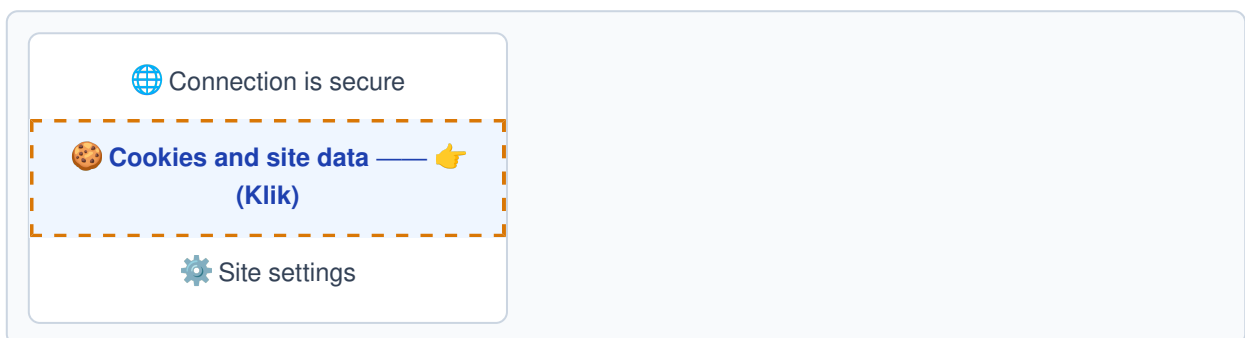 🌐 Connection is secure
🍪 Cookies and site data —— 👉
(Klik)
⚙️ Site settings